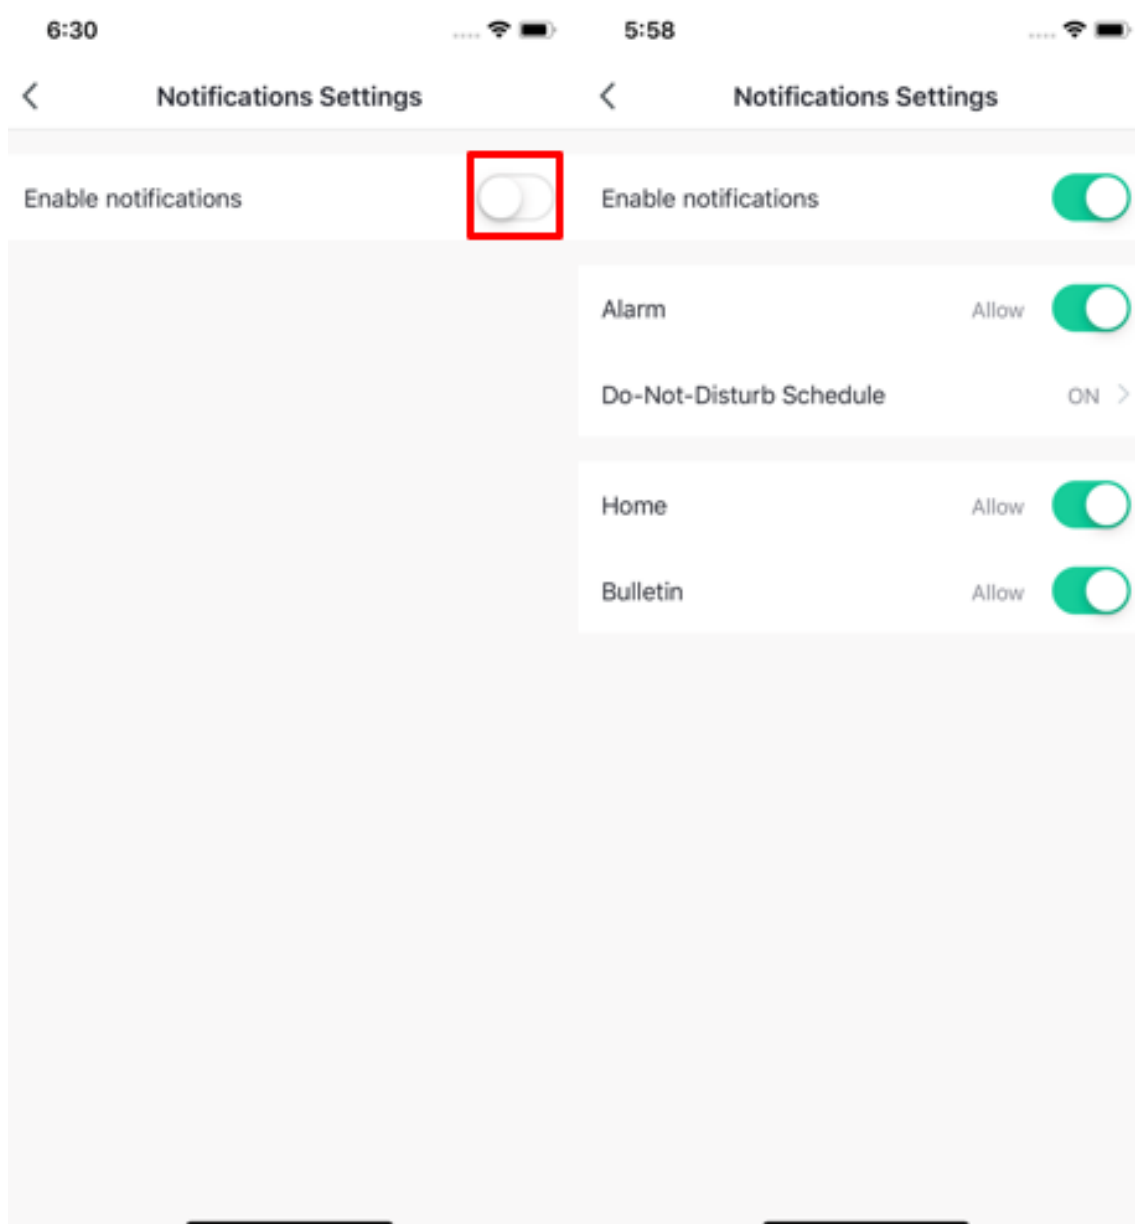 6:30
Notifications Settings
Enable notifications
5:58
Notifications Settings
Enable notifications
Alarm Allow
Do-Not-Disturb Schedule ON
Home Allow
Bulletin Allow